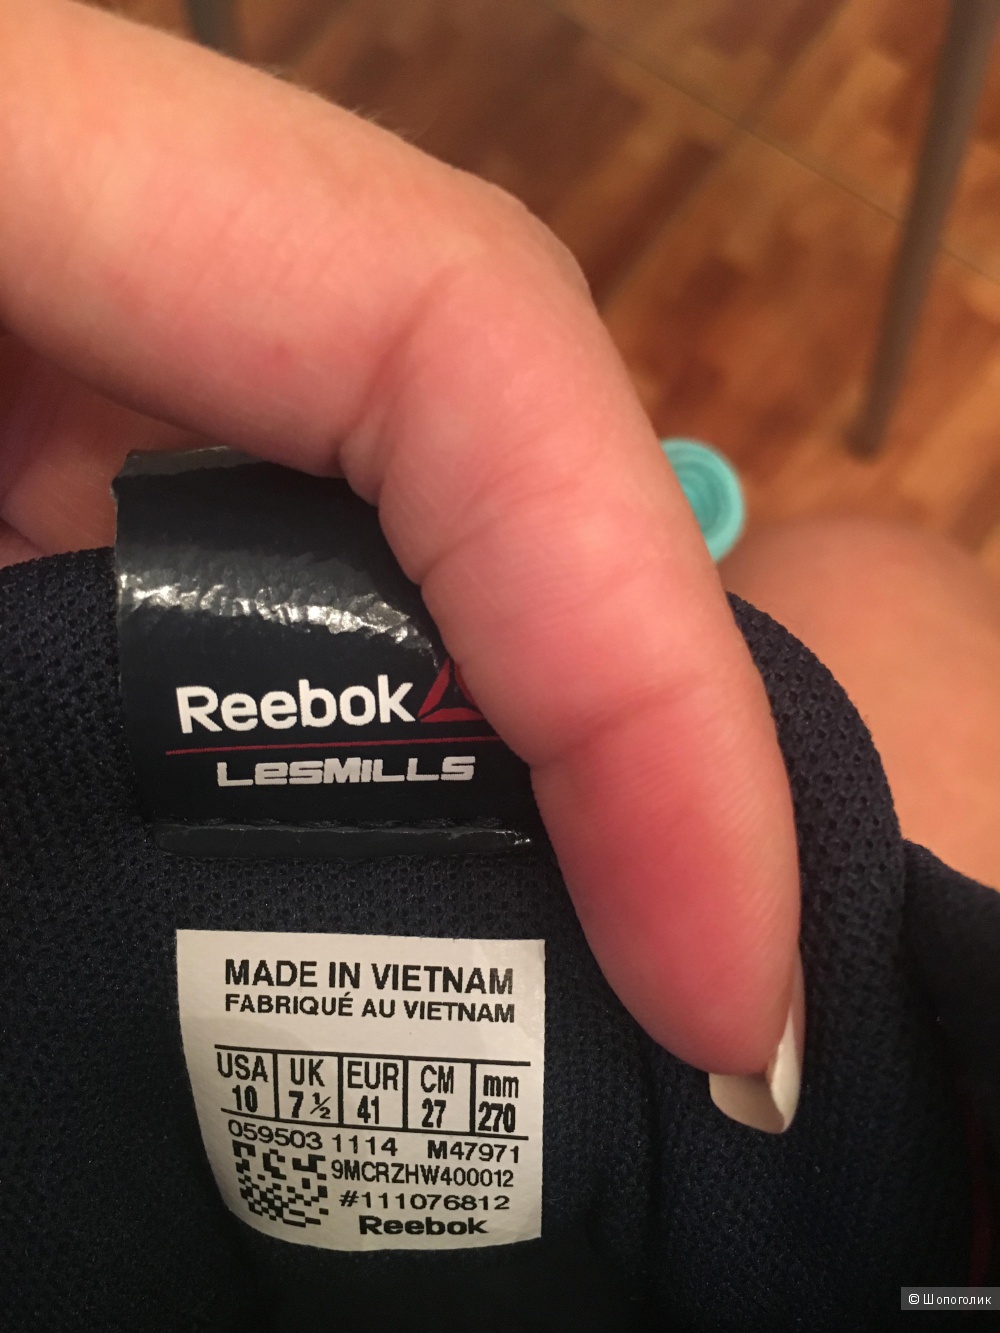 Reebok
LesMILLS
MADE IN VIETNAM
FABRIQUÉ AU VIETNAM
USA UK EUR CM mm
10 7 ½ 41 27 270
059503 1114 M47971
9MCRZHW400012
#111076812
Reebok
© Шопоголик